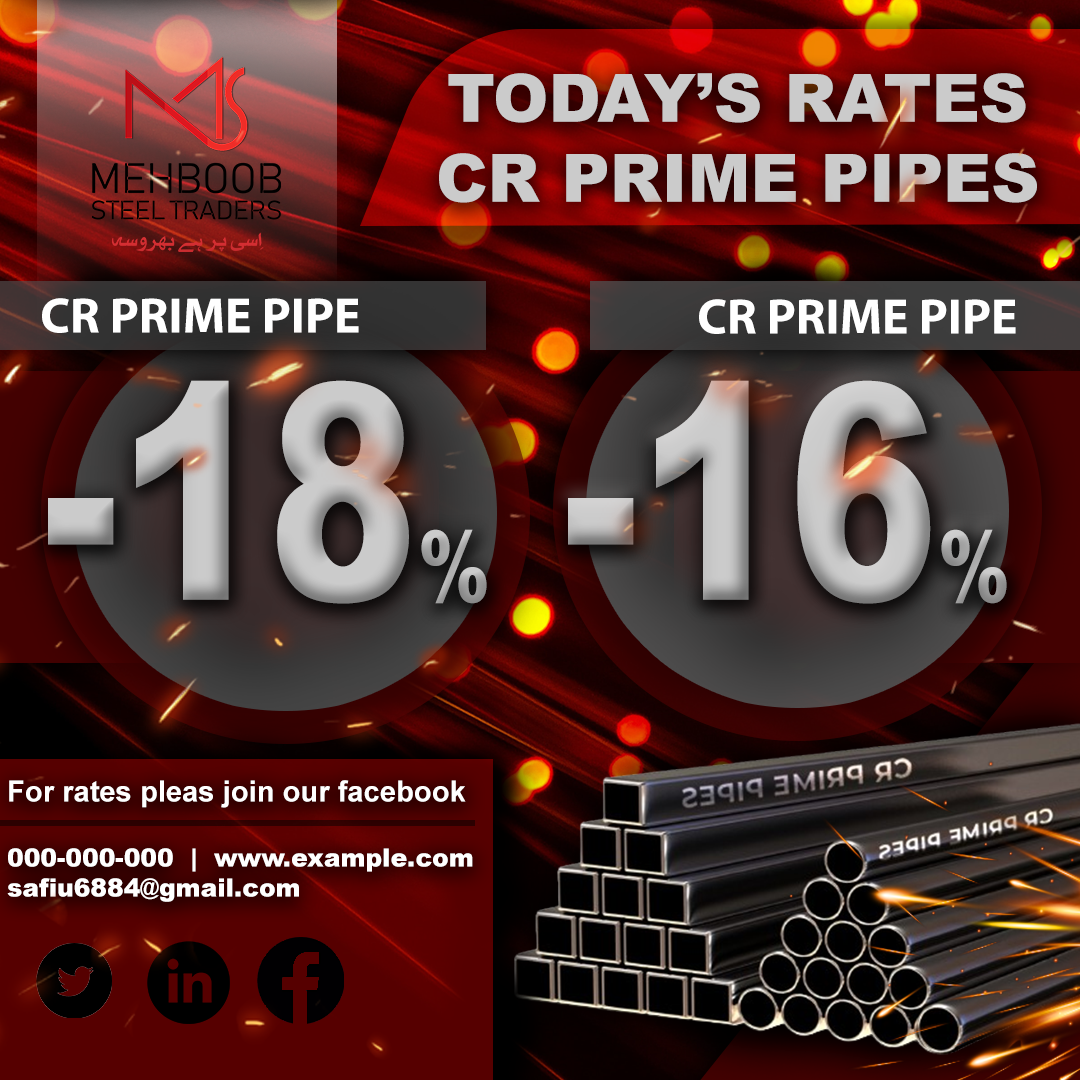 MS
MEHBOOB
STEEL TRADERS
اسی پر ہے بھروسہ
TODAY'S RATES
CR PRIME PIPES
CR PRIME PIPE
-18%
CR PRIME PIPE
-16%
CR PRIME PIPES
CR PRIME PIPES
For rates pleas join our facebook
000-000-000 | www.example.com
safiu6884@gmail.com
in
f